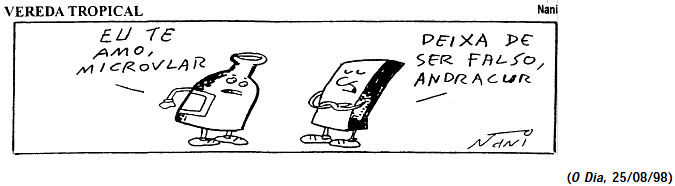 VEREDA TROPICAL
Nani
EU TE
AMO,
MICROVLAR
DEIXA DE
SER FALSO,
ANDRACUR
NANI
(O Dia, 25/08/98)